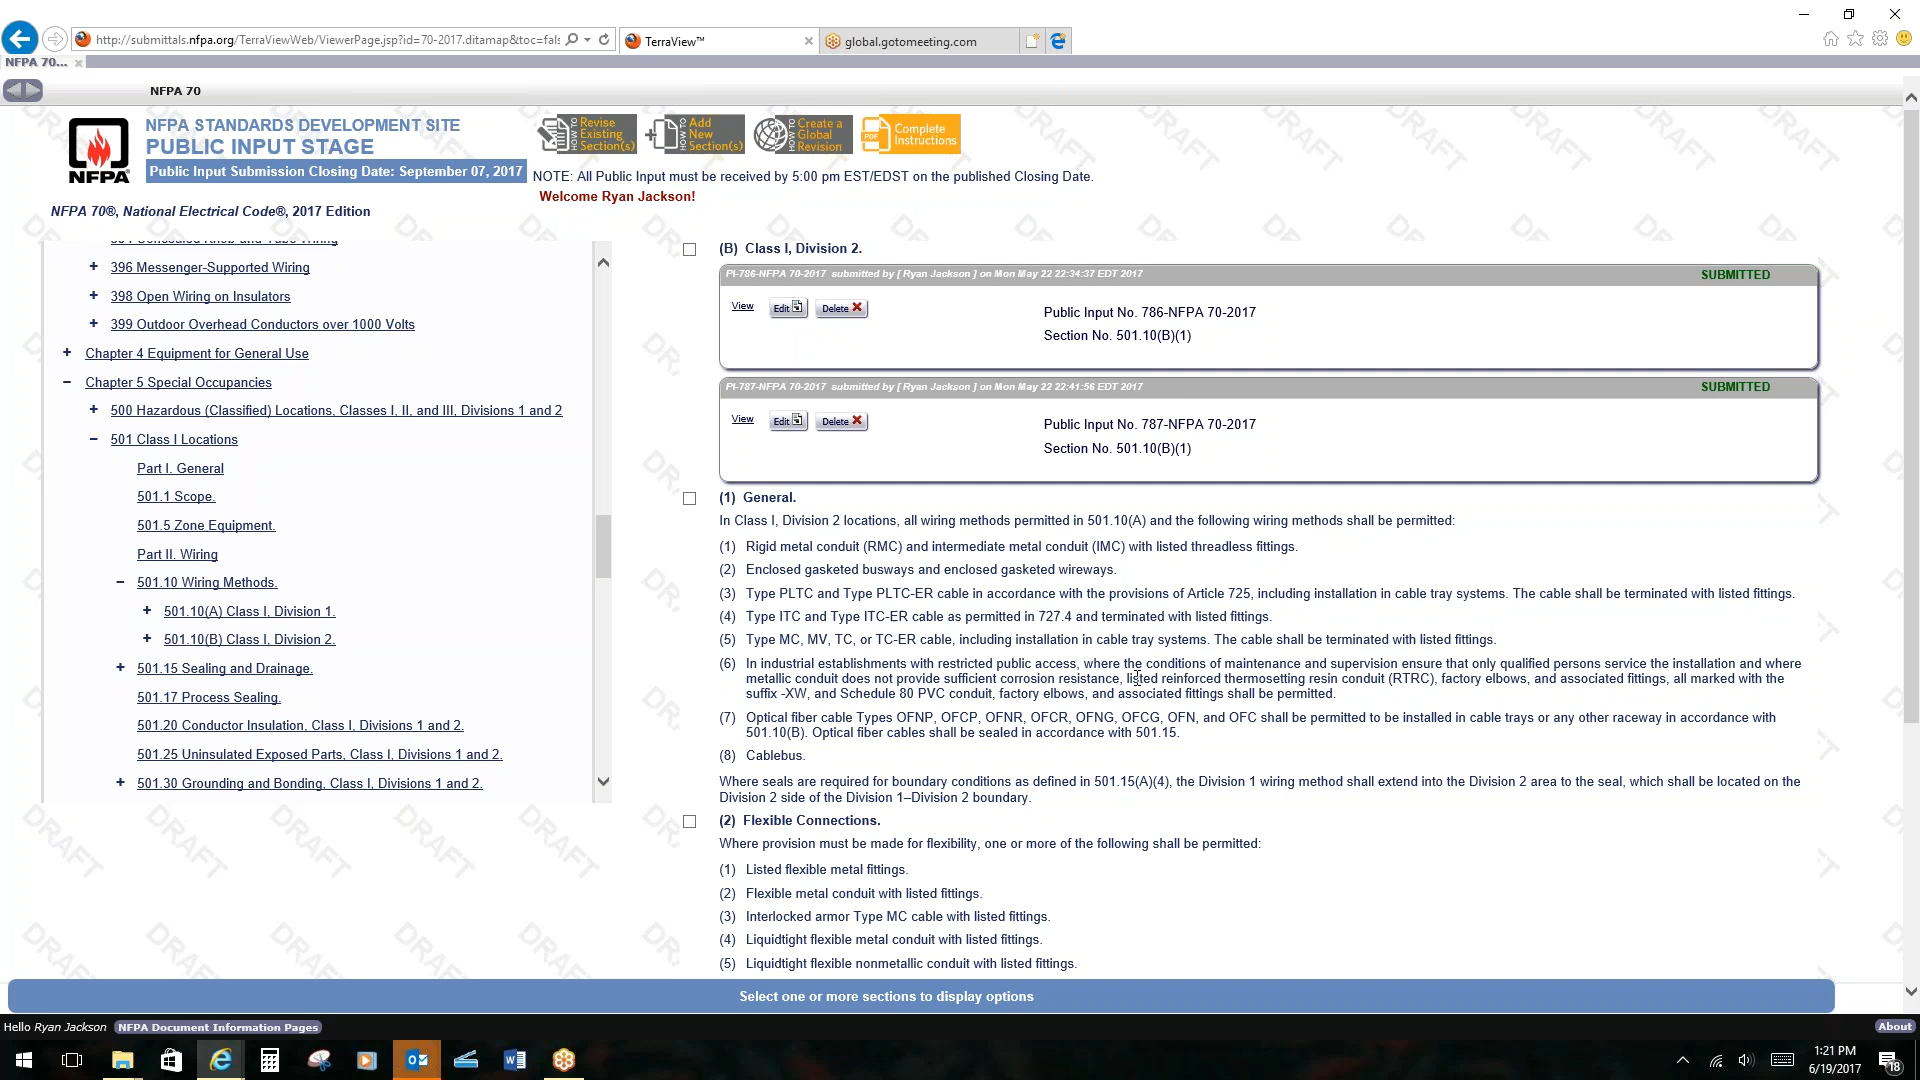 http://submittals.nfpa.org/TerraViewWeb/ViewerPage.jsp?id=70-2017.ditamap&toc=fals
TerraView™
global.gotomeeting.com
NFPA 70...
NFPA 70
NFPA
NFPA STANDARDS DEVELOPMENT SITE
PUBLIC INPUT STAGE
Public Input Submission Closing Date: September 07, 2017
HOW TO
Revise
Existing
Section(s)
HOW TO
Add
New
Section(s)
HOW TO
Create a
Global
Revision
PDF
Complete
Instructions
NOTE: All Public Input must be received by 5:00 pm EST/EDST on the published Closing Date.
Welcome Ryan Jackson!
NFPA 70®, National Electrical Code®, 2017 Edition
396 Messenger-Supported Wiring
398 Open Wiring on Insulators
399 Outdoor Overhead Conductors over 1000 Volts
Chapter 4 Equipment for General Use
Chapter 5 Special Occupancies
500 Hazardous (Classified) Locations, Classes I, II, and III, Divisions 1 and 2
501 Class I Locations
Part I. General
501.1 Scope.
501.5 Zone Equipment.
Part II. Wiring
501.10 Wiring Methods.
501.10(A) Class I, Division 1.
501.10(B) Class I, Division 2.
501.15 Sealing and Drainage.
501.17 Process Sealing.
501.20 Conductor Insulation, Class I, Divisions 1 and 2.
501.25 Uninsulated Exposed Parts, Class I, Divisions 1 and 2.
501.30 Grounding and Bonding, Class I, Divisions 1 and 2.
(B) Class I, Division 2.
PI-786-NFPA 70-2017 submitted by [ Ryan Jackson ] on Mon May 22 22:34:37 EDT 2017 SUBMITTED
View Edit Delete
Public Input No. 786-NFPA 70-2017
Section No. 501.10(B)(1)
PI-787-NFPA 70-2017 submitted by [ Ryan Jackson ] on Mon May 22 22:41:56 EDT 2017 SUBMITTED
View Edit Delete
Public Input No. 787-NFPA 70-2017
Section No. 501.10(B)(1)
(1) General.
In Class I, Division 2 locations, all wiring methods permitted in 501.10(A) and the following wiring methods shall be permitted:
(1) Rigid metal conduit (RMC) and intermediate metal conduit (IMC) with listed threadless fittings.
(2) Enclosed gasketed busways and enclosed gasketed wireways.
(3) Type PLTC and Type PLTC-ER cable in accordance with the provisions of Article 725, including installation in cable tray systems. The cable shall be terminated with listed fittings.
(4) Type ITC and Type ITC-ER cable as permitted in 727.4 and terminated with listed fittings.
(5) Type MC, MV, TC, or TC-ER cable, including installation in cable tray systems. The cable shall be terminated with listed fittings.
(6) In industrial establishments with restricted public access, where the conditions of maintenance and supervision ensure that only qualified persons service the installation and where
metallic conduit does not provide sufficient corrosion resistance, listed reinforced thermosetting resin conduit (RTRC), factory elbows, and associated fittings, all marked with the
suffix -XW, and Schedule 80 PVC conduit, factory elbows, and associated fittings shall be permitted.
(7) Optical fiber cable Types OFNP, OFCP, OFNR, OFCR, OFNG, OFCG, OFN, and OFC shall be permitted to be installed in cable trays or any other raceway in accordance with
501.10(B). Optical fiber cables shall be sealed in accordance with 501.15.
(8) Cablebus.
Where seals are required for boundary conditions as defined in 501.15(A)(4), the Division 1 wiring method shall extend into the Division 2 area to the seal, which shall be located on the
Division 2 side of the Division 1–Division 2 boundary.
(2) Flexible Connections.
Where provision must be made for flexibility, one or more of the following shall be permitted:
(1) Listed flexible metal fittings.
(2) Flexible metal conduit with listed fittings.
(3) Interlocked armor Type MC cable with listed fittings.
(4) Liquidtight flexible metal conduit with listed fittings.
(5) Liquidtight flexible nonmetallic conduit with listed fittings.
Select one or more sections to display options
Hello Ryan Jackson NFPA Document Information Pages
About
1:21 PM
6/19/2017
18